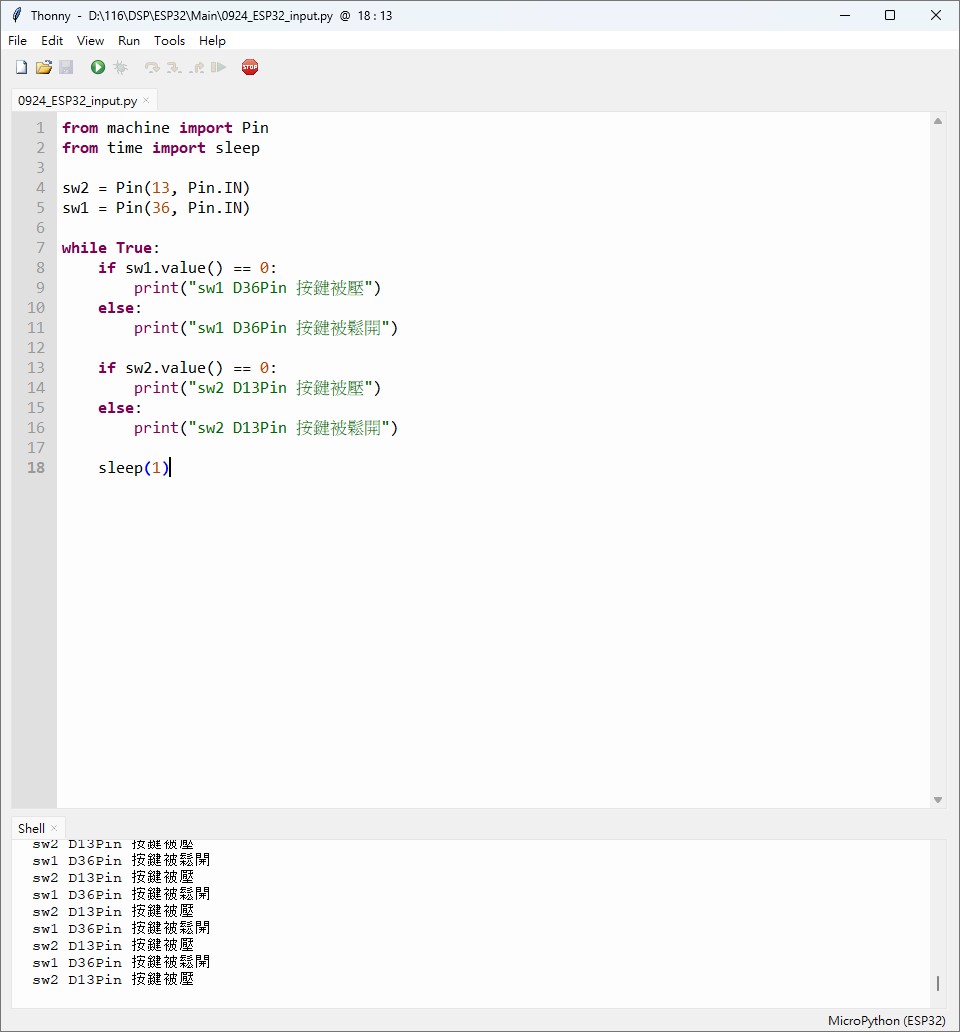 Thonny - D:\116\DSP\ESP32\Main\0924_ESP32_input.py @ 18 : 13
File Edit View Run Tools Help
STOP
0924_ESP32_input.py ×
1 from machine import Pin
2 from time import sleep
3
4 sw2 = Pin(13, Pin.IN)
5 sw1 = Pin(36, Pin.IN)
6
7 while True:
8     if sw1.value() == 0:
9         print("sw1 D36Pin 按鍵被壓")
10     else:
11         print("sw1 D36Pin 按鍵被鬆開")
12
13     if sw2.value() == 0:
14         print("sw2 D13Pin 按鍵被壓")
15     else:
16         print("sw2 D13Pin 按鍵被鬆開")
17
18     sleep(1)
Shell ×
sw2 D13Pin 按鍵被壓
sw1 D36Pin 按鍵被鬆開
sw2 D13Pin 按鍵被壓
sw1 D36Pin 按鍵被鬆開
sw2 D13Pin 按鍵被壓
sw1 D36Pin 按鍵被鬆開
sw2 D13Pin 按鍵被壓
sw1 D36Pin 按鍵被鬆開
sw2 D13Pin 按鍵被壓
MicroPython (ESP32)